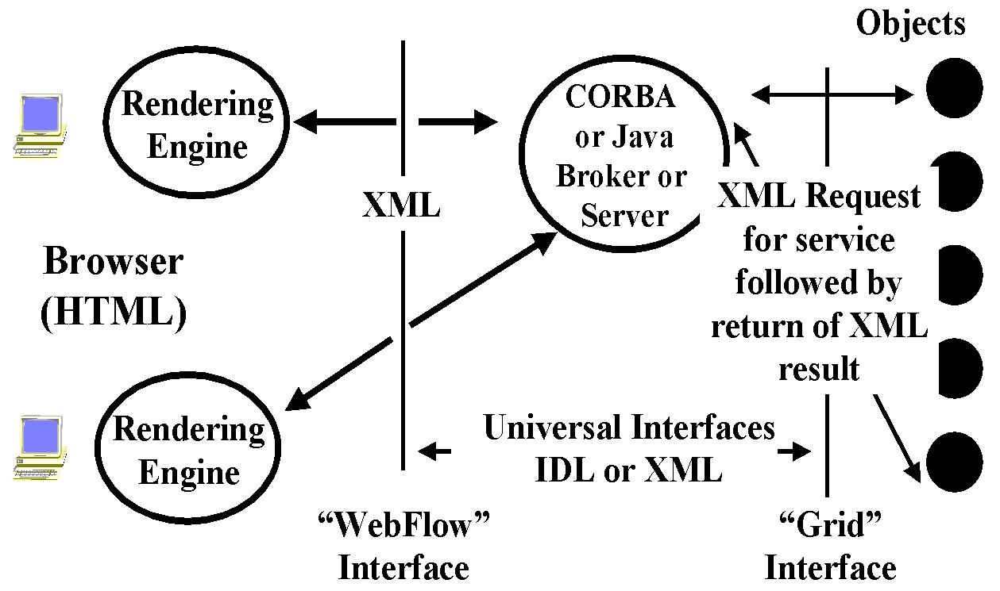 Objects
Rendering
Engine
CORBA
or Java
Broker or
Server
XML
XML Request
for service
followed by
return of XML
result
Browser
(HTML)
Rendering
Engine
Universal Interfaces
IDL or XML
“WebFlow”
Interface
“Grid”
Interface